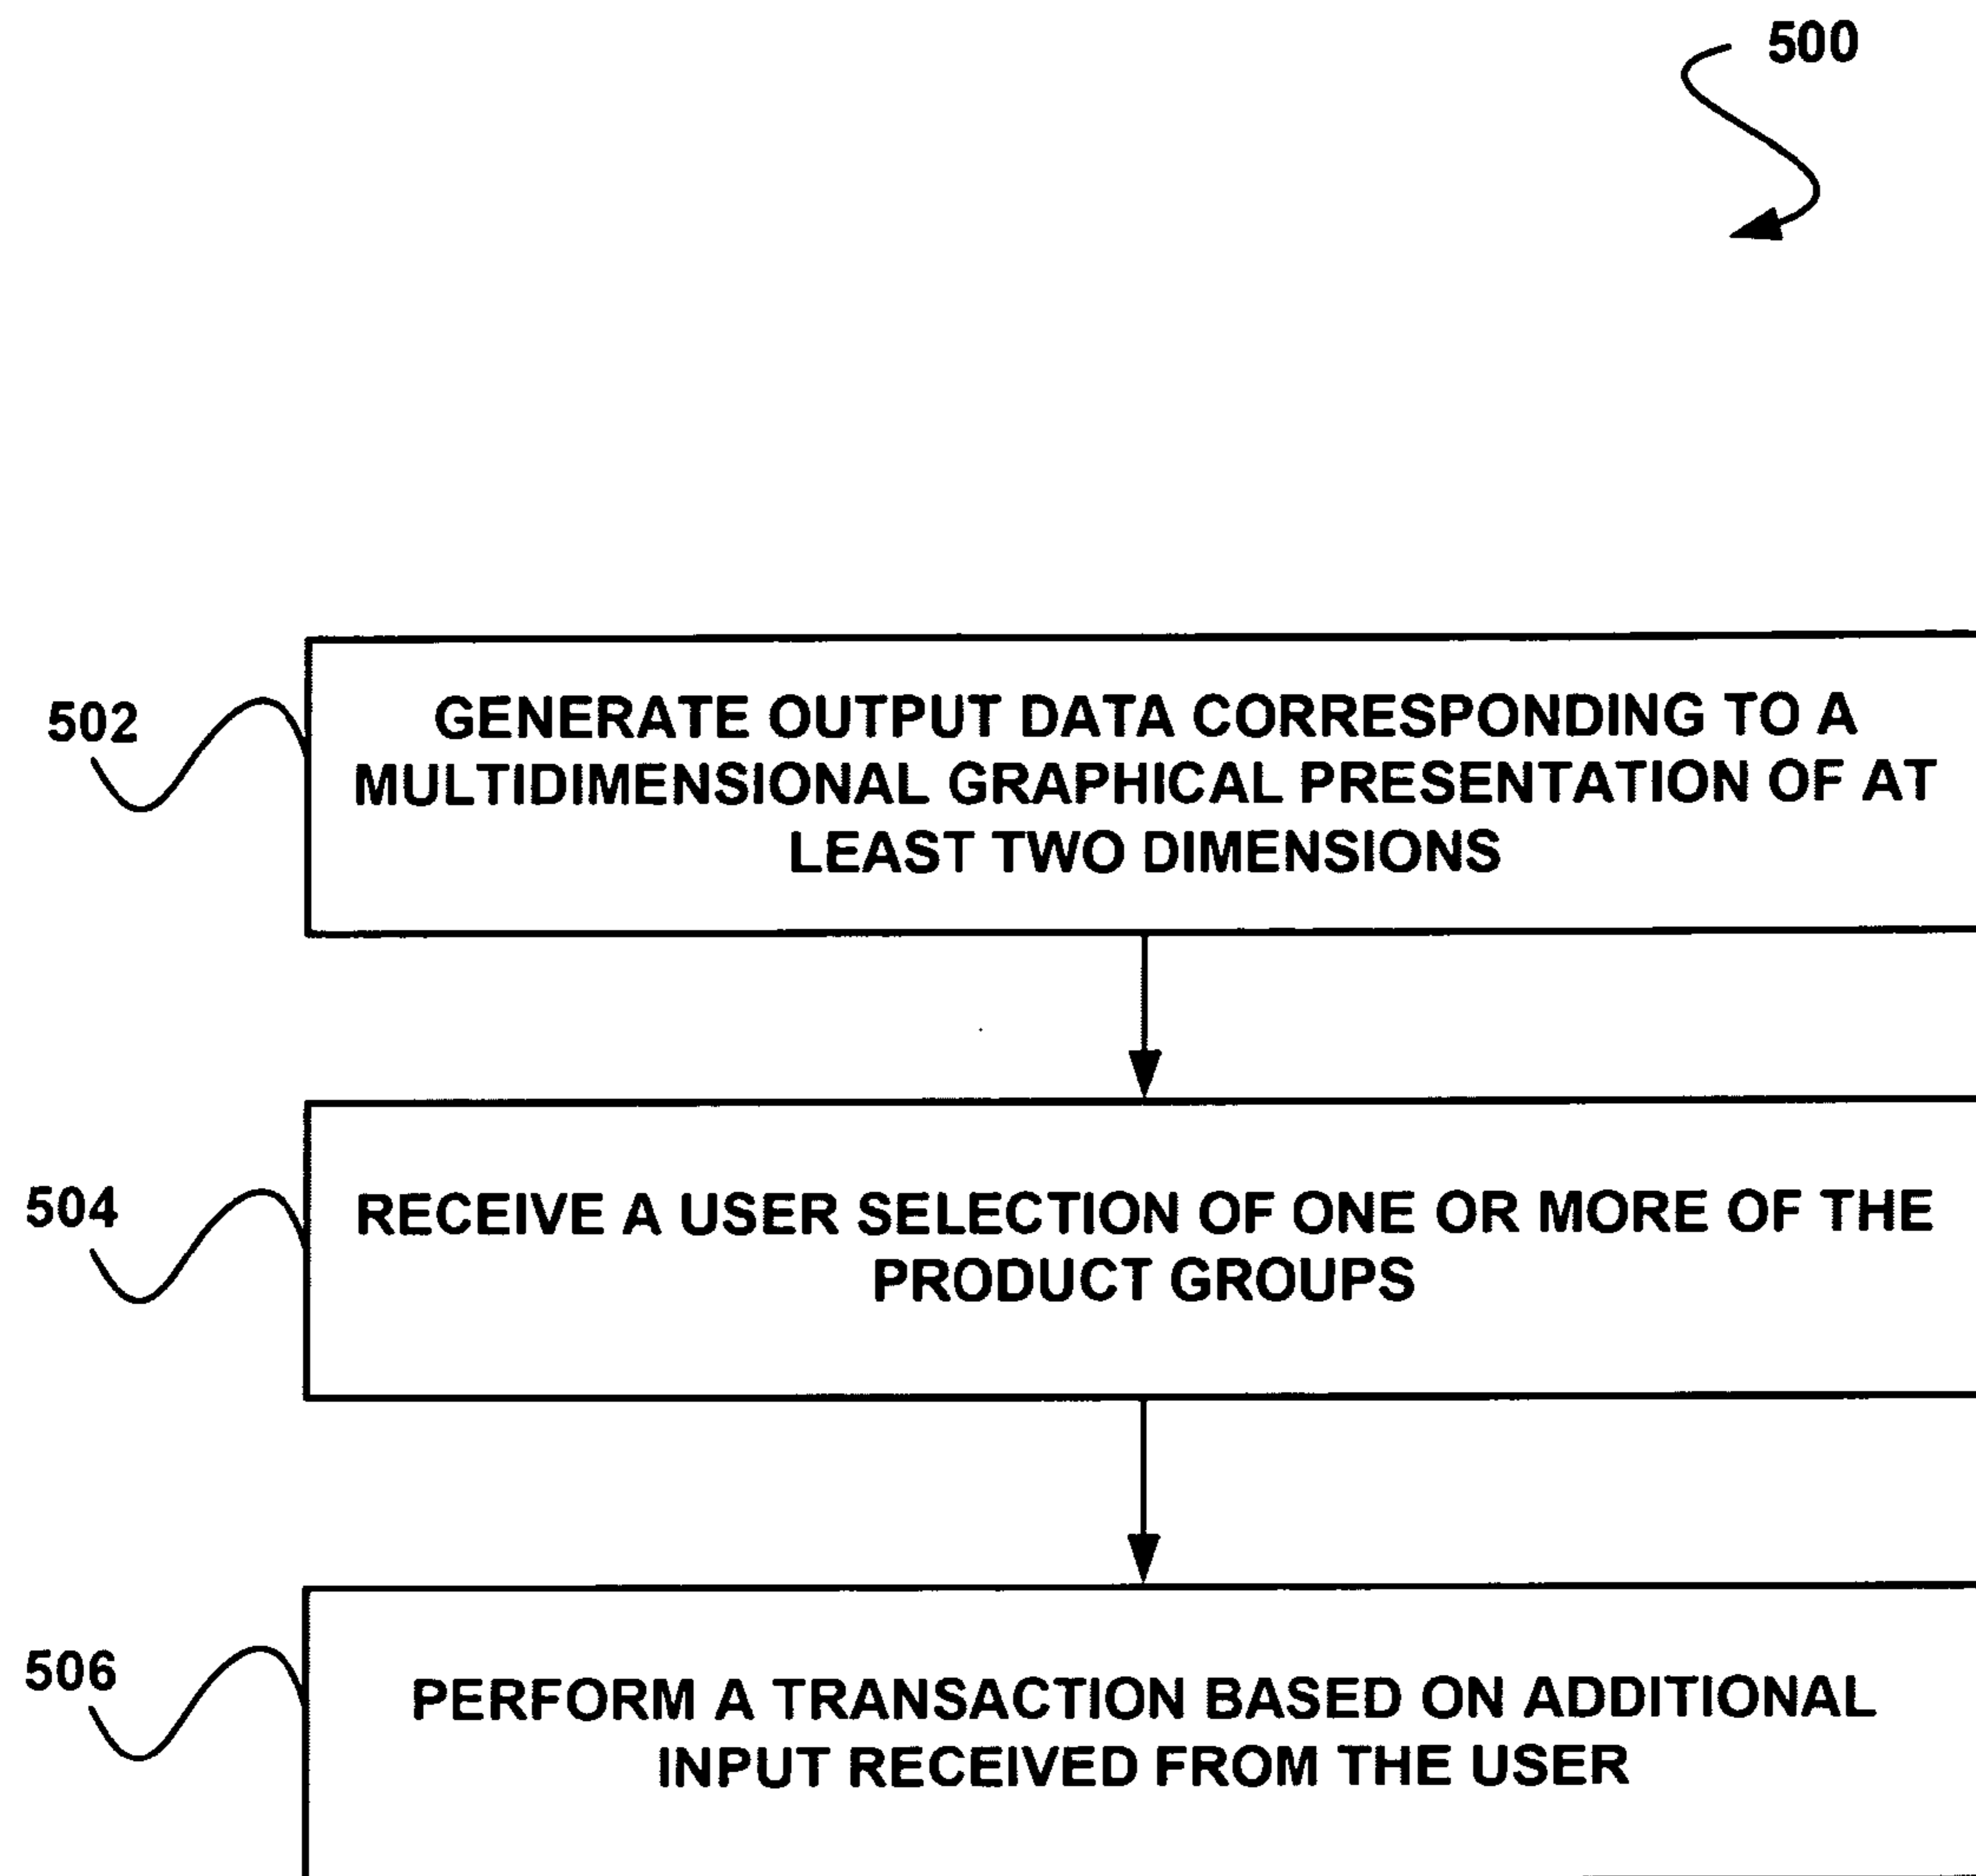 500
502
GENERATE OUTPUT DATA CORRESPONDING TO A
MULTIDIMENSIONAL GRAPHICAL PRESENTATION OF AT
LEAST TWO DIMENSIONS
504
RECEIVE A USER SELECTION OF ONE OR MORE OF THE
PRODUCT GROUPS
506
PERFORM A TRANSACTION BASED ON ADDITIONAL
INPUT RECEIVED FROM THE USER